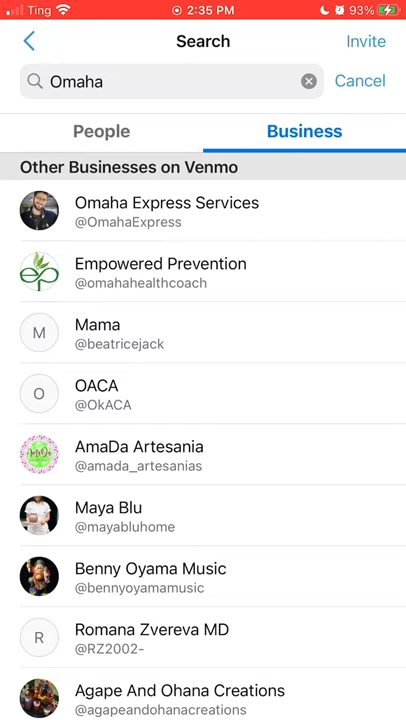 Ting 2:35 PM 93%
Search Invite
Omaha Cancel
People Business
Other Businesses on Venmo
Omaha Express Services
@OmahaExpress
ep
Empowered Prevention
@omahahealthcoach
M
Mama
@beatricejack
O
OACA
@OkACA
AmaDa Artesania
@amada_artesanias
Maya Blu
@mayabluhome
Benny Oyama Music
@bennyoyamamusic
R
Romana Zvereva MD
@RZ2002-
Agape And Ohana Creations
@agapeandohanacreations